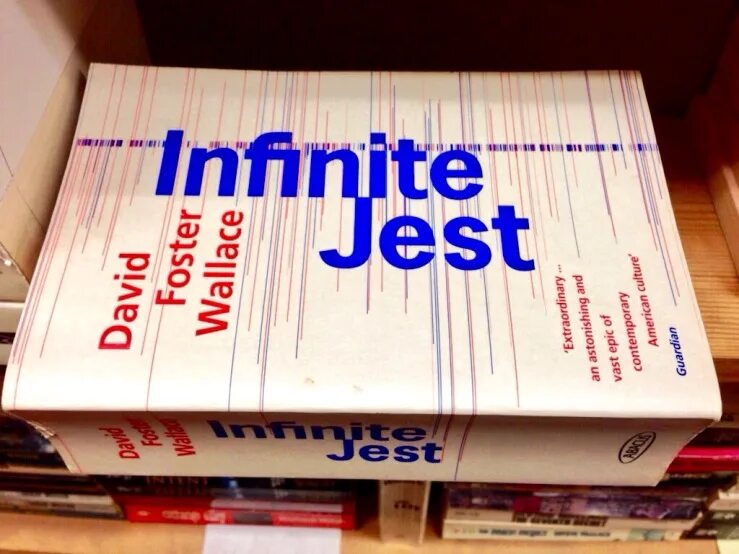 Infinite
Jest
David
Foster
Wallace
'Extraordinary ...
an astonishing and
vast epic of
contemporary
American culture'
Guardian
David
Foster
Wallace
Infinite
Jest
ABACUS